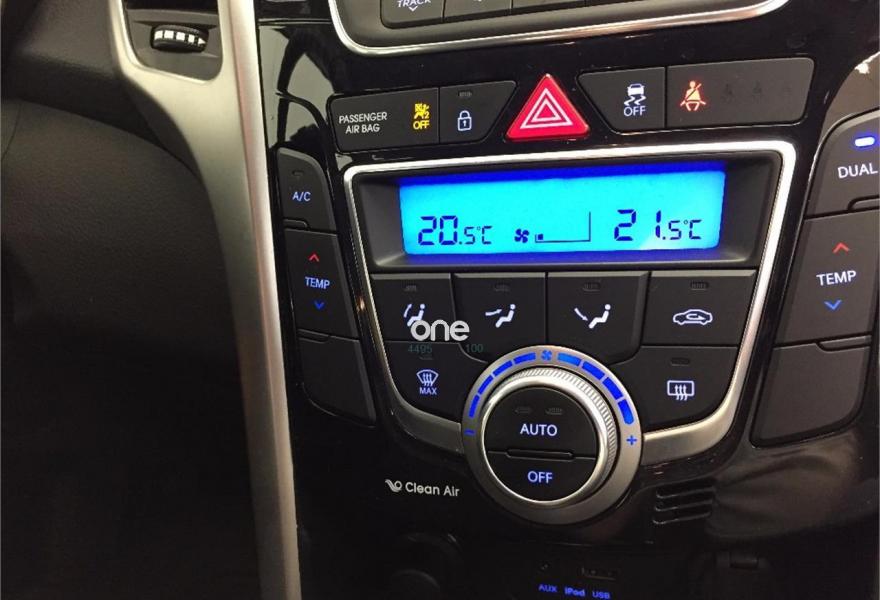 TRACK
PASSENGER
AIR BAG
2
OFF
OFF
DUAL
A/C
20.5°C
21.5°C
TEMP
TEMP
one
4495 100
MAX
- +
AUTO
OFF
Clean Air
AUX iPod USB